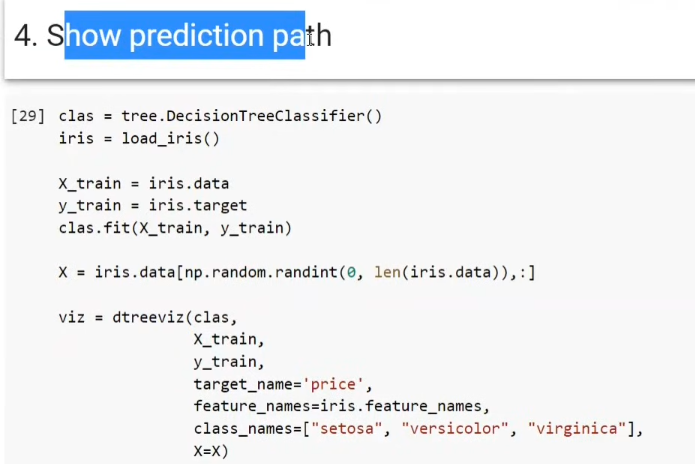 4. Show prediction path
[29] clas = tree.DecisionTreeClassifier()
iris = load_iris()
X_train = iris.data
y_train = iris.target
clas.fit(X_train, y_train)
X = iris.data[np.random.randint(0, len(iris.data)),:]
viz = dtreeviz(clas,
X_train,
y_train,
target_name='price',
feature_names=iris.feature_names,
class_names=["setosa", "versicolor", "virginica"],
X=X)